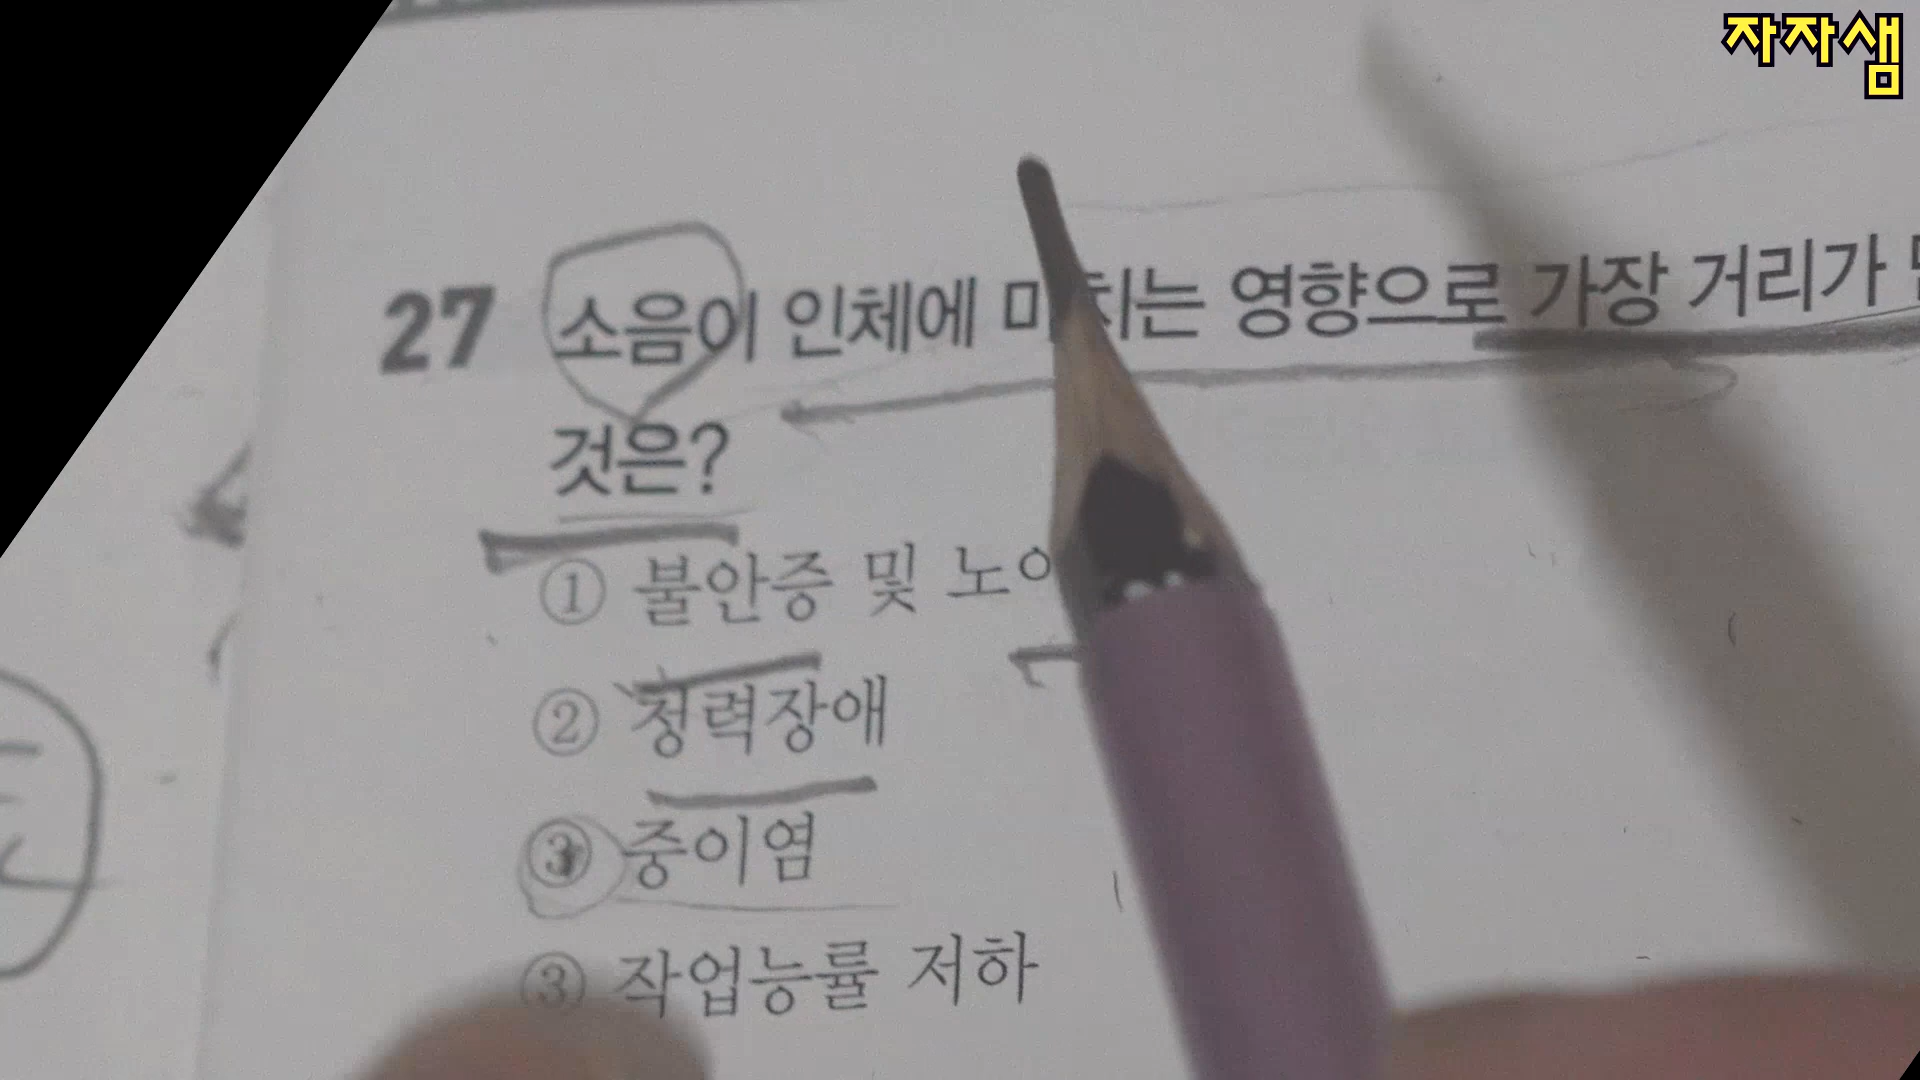 자자샘
27 소음이 인체에 미치는 영향으로 가장 거리가
것은?
① 불안증 및
② 청력장애
③ 중이염
③ 작업능률 저하